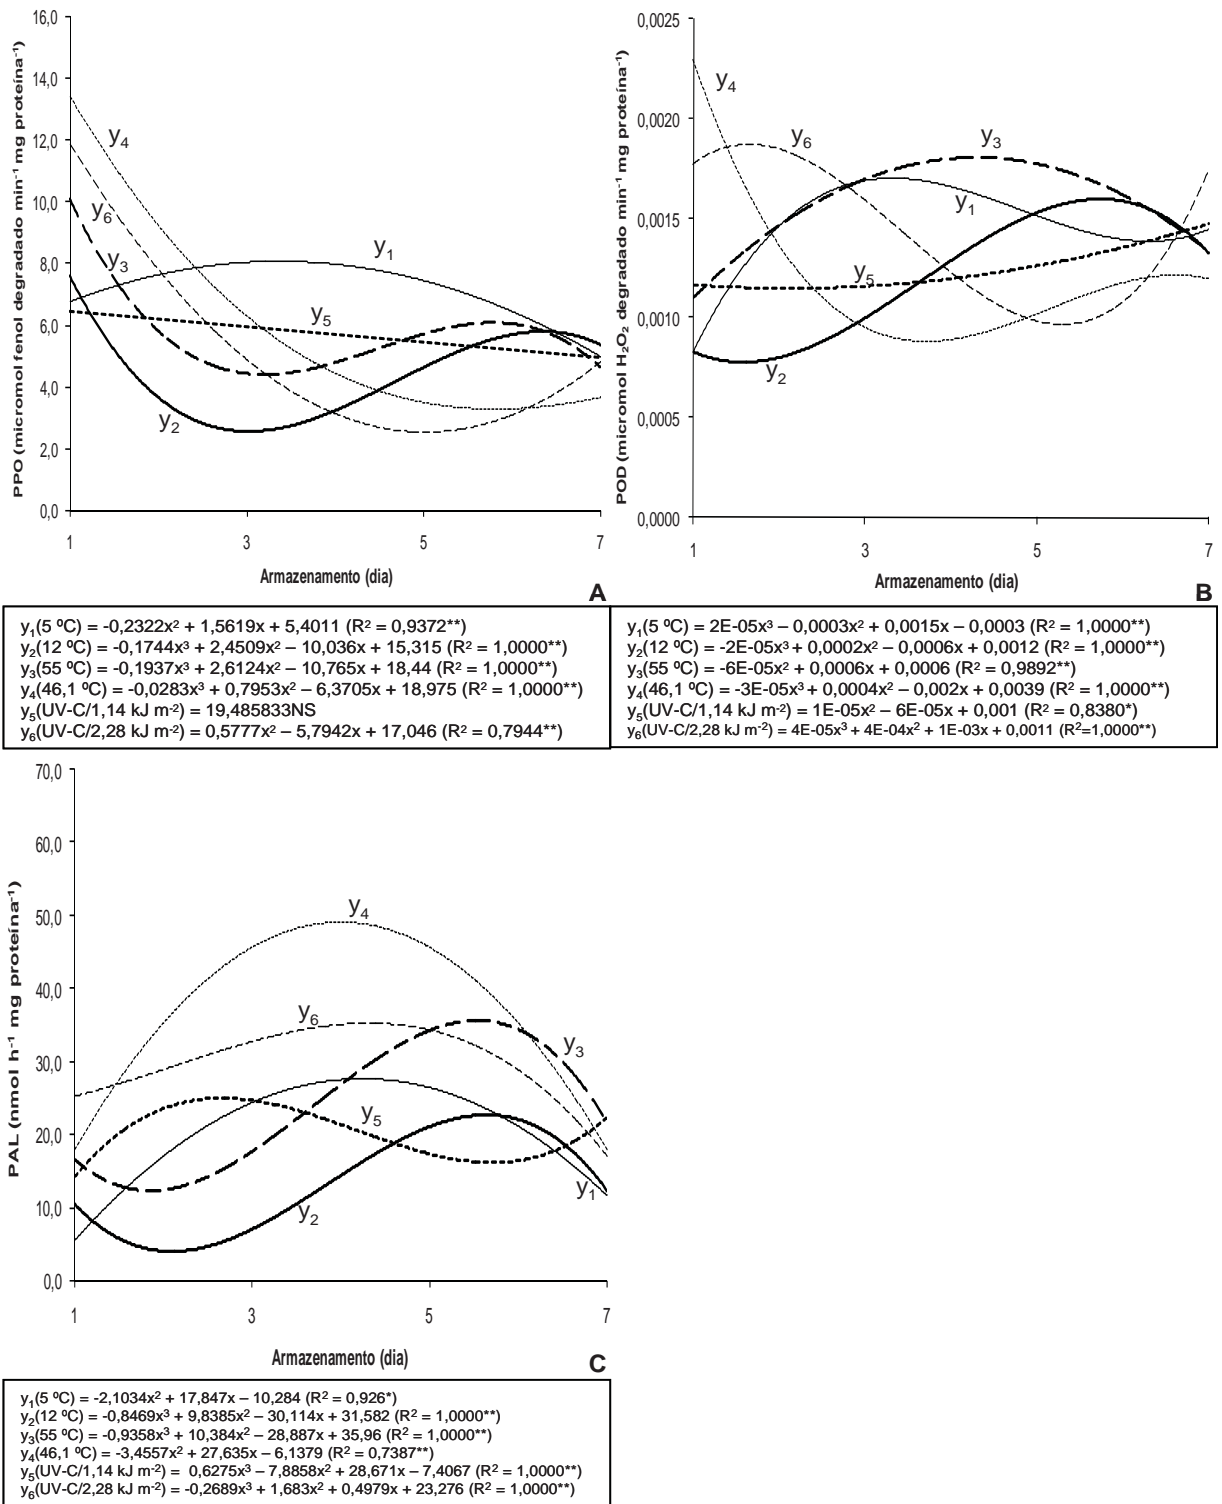 PPO (micromol fenol degradado min⁻¹ mg proteína⁻¹)
16,0
14,0
12,0
10,0
8,0
6,0
4,0
2,0
0,0
y₄
y₆
y₃
y₁
y₅
y₂
1 3 5 7
Armazenamento (dia)
A
POD (micromol H₂O₂ degradado min⁻¹ mg proteína⁻¹)
0,0025
0,0020
0,0015
0,0010
0,0005
0,0000
y₄
y₆
y₃
y₁
y₅
y₂
1 3 5 7
Armazenamento (dia)
B
y₁(5 ºC) = -0,2322x² + 1,5619x + 5,4011 (R² = 0,9372**)
y₂(12 ºC) = -0,1744x³ + 2,4509x² − 10,036x + 15,315 (R² = 1,0000**)
y₃(55 ºC) = -0,1937x³ + 2,6124x² − 10,765x + 18,44 (R² = 1,0000**)
y₄(46,1 ºC) = -0,0283x³ + 0,7953x² − 6,3705x + 18,975 (R² = 1,0000**)
y₅(UV-C/1,14 kJ m⁻²) = 19,485833NS
y₆(UV-C/2,28 kJ m⁻²) = 0,5777x² − 5,7942x + 17,046 (R² = 0,7944**)
y₁(5 ºC) = 2E-05x³ − 0,0003x² + 0,0015x − 0,0003 (R² = 1,0000**)
y₂(12 ºC) = -2E-05x³ + 0,0002x² − 0,0006x + 0,0012 (R² = 1,0000**)
y₃(55 ºC) = -6E-05x² + 0,0006x + 0,0006 (R² = 0,9892**)
y₄(46,1 ºC) = -3E-05x³ + 0,0004x² − 0,002x + 0,0039 (R² = 1,0000**)
y₅(UV-C/1,14 kJ m⁻²) = 1E-05x² − 6E-05x + 0,001 (R² = 0,8380*)
y₆(UV-C/2,28 kJ m⁻²) = 4E-05x³ + 4E-04x² + 1E-03x + 0,0011 (R²=1,0000**)
PAL (nmol h⁻¹ mg proteína⁻¹)
70,0
60,0
50,0
40,0
30,0
20,0
10,0
0,0
y₄
y₆
y₃
y₅
y₁
y₂
1 3 5 7
Armazenamento (dia)
C
y₁(5 ºC) = -2,1034x² + 17,847x − 10,284 (R² = 0,926*)
y₂(12 ºC) = -0,8469x³ + 9,8385x² − 30,114x + 31,582 (R² = 1,0000**)
y₃(55 ºC) = -0,9358x³ + 10,384x² − 28,887x + 35,96 (R² = 1,0000**)
y₄(46,1 ºC) = -3,4557x² + 27,635x − 6,1379 (R² = 0,7387**)
y₅(UV-C/1,14 kJ m⁻²) = 0,6275x³ − 7,8858x² + 28,671x − 7,4067 (R² = 1,0000**)
y₆(UV-C/2,28 kJ m⁻²) = -0,2689x³ + 1,683x² + 0,4979x + 23,276 (R² = 1,0000**)